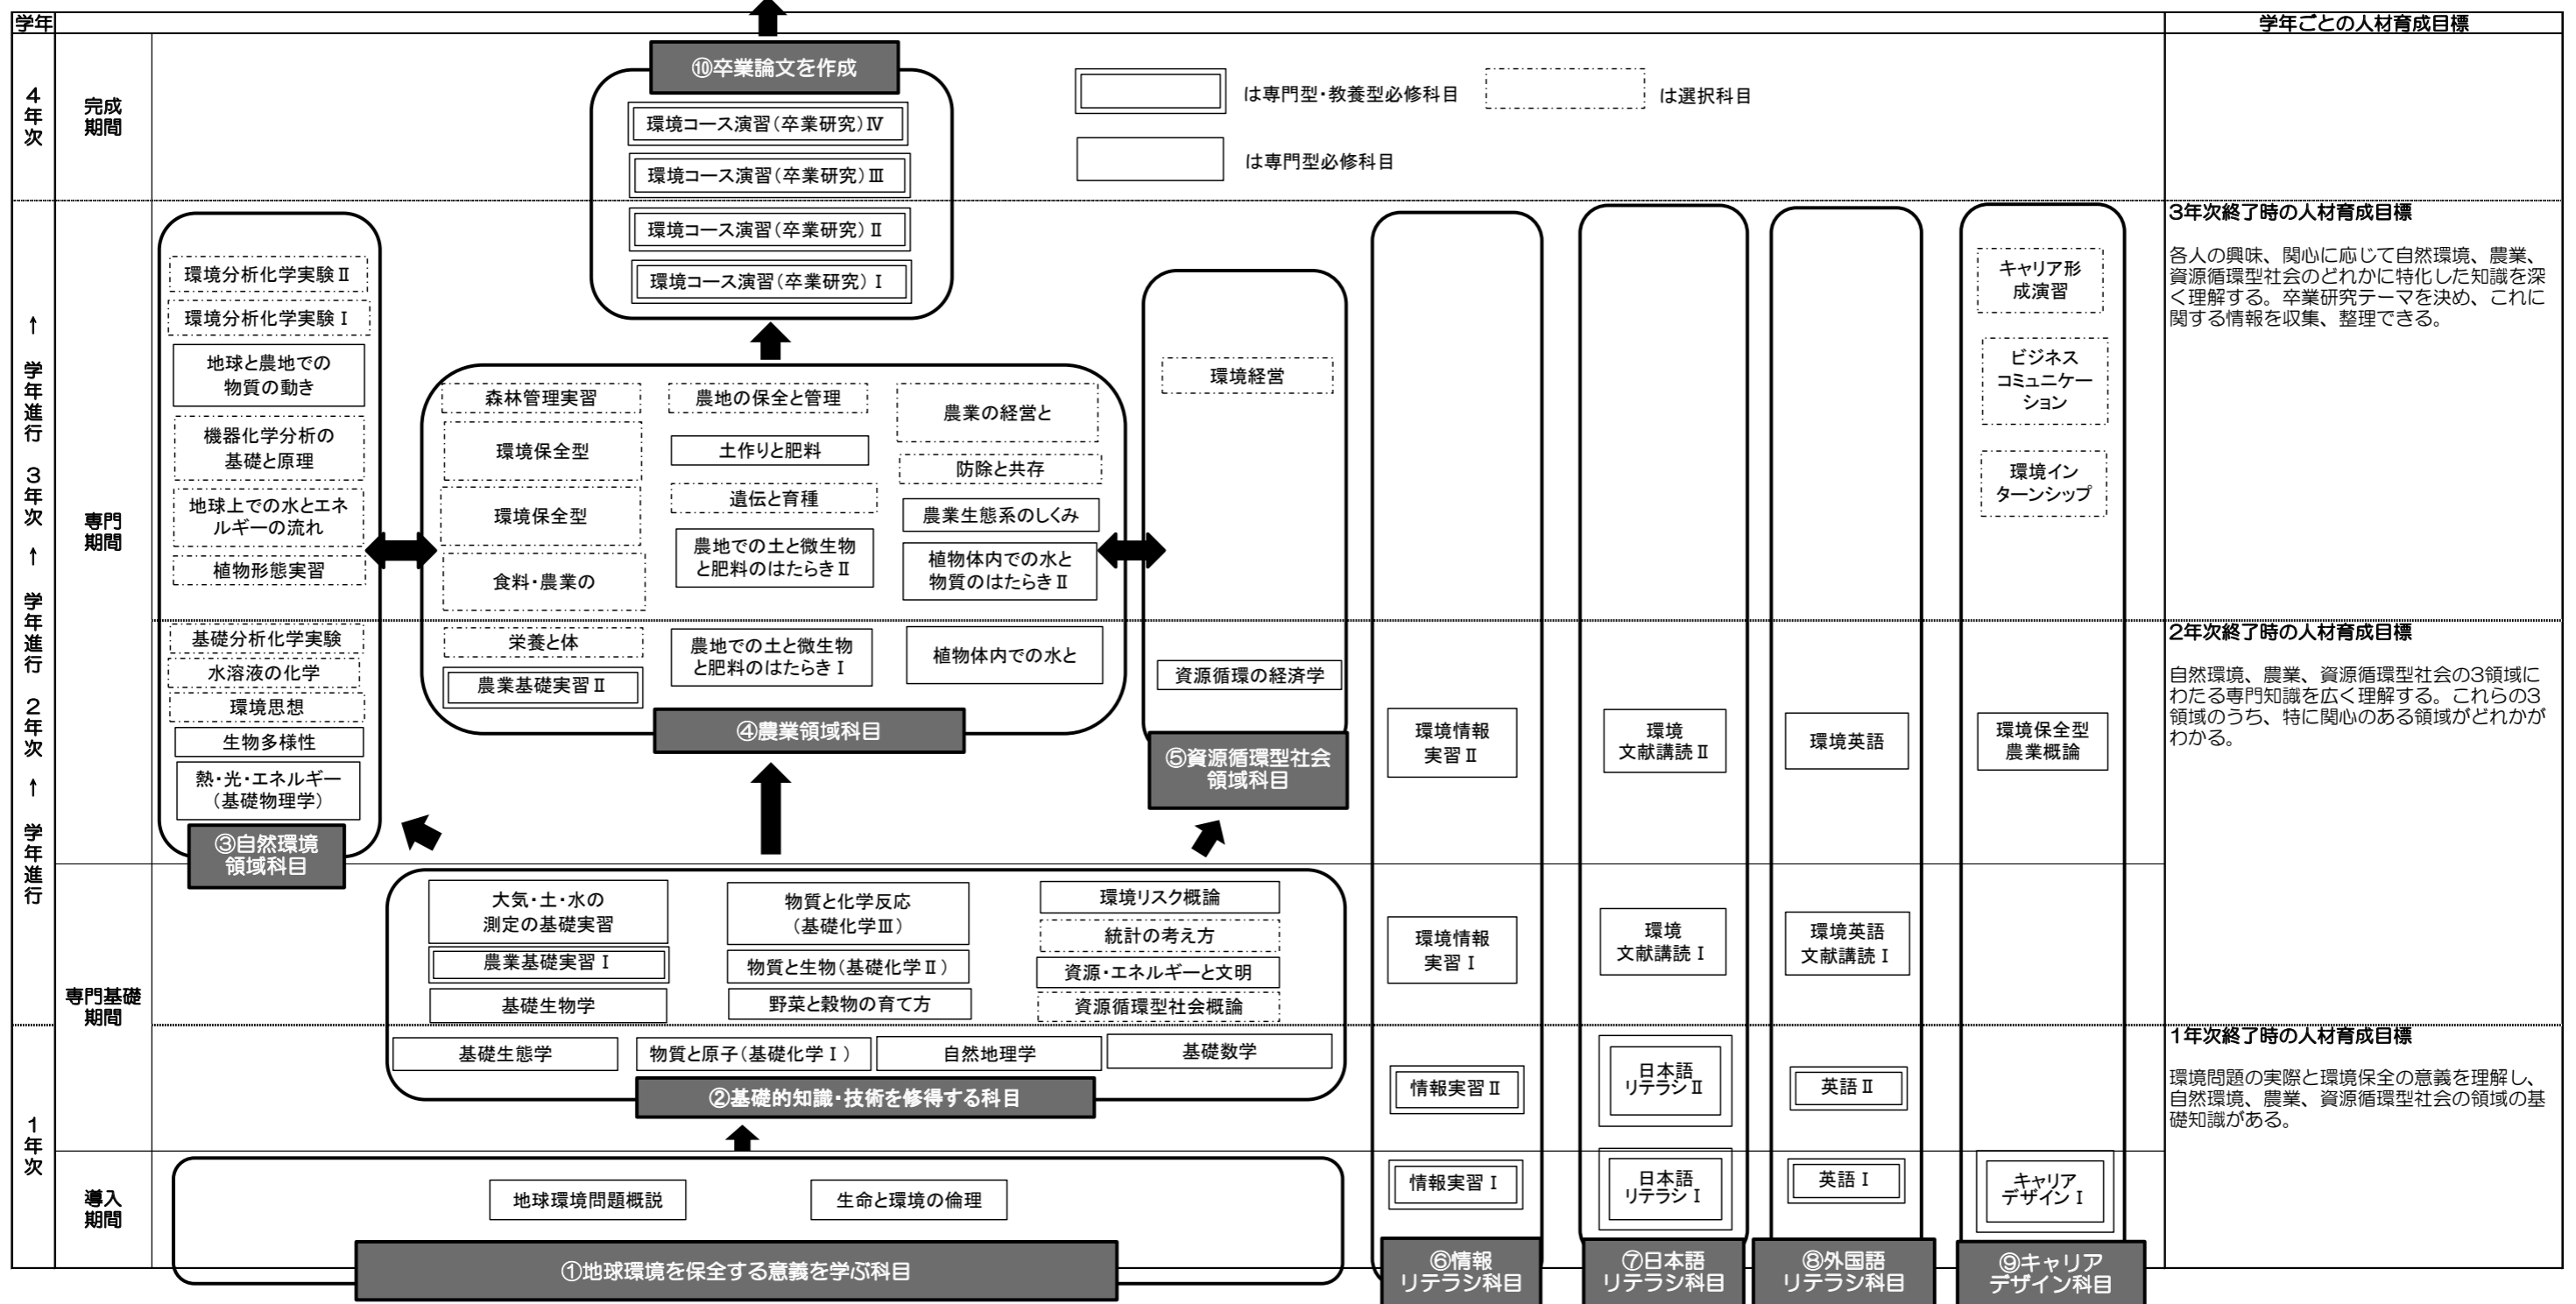 学年
学年ごとの人材育成目標
4年次
完成
期間
⑩卒業論文を作成
環境コース演習(卒業研究)Ⅳ
環境コース演習(卒業研究)Ⅲ
環境コース演習(卒業研究)Ⅱ
環境コース演習(卒業研究)Ⅰ
は専門型・教養型必修科目
は選択科目
は専門型必修科目
↑ 学年進行 3年次 ↑ 学年進行 2年次 ↑ 学年進行
専門
期間
環境分析化学実験Ⅱ
環境分析化学実験Ⅰ
地球と農地での
物質の動き
機器化学分析の
基礎と原理
地球上での水とエネ
ルギーの流れ
植物形態実習
基礎分析化学実験
水溶液の化学
環境思想
生物多様性
熱・光・エネルギー
(基礎物理学)
③自然環境
領域科目
森林管理実習
環境保全型
環境保全型
食料・農業の
栄養と体
農業基礎実習Ⅱ
農地の保全と管理
土作りと肥料
遺伝と育種
農地での土と微生物
と肥料のはたらきⅡ
農地での土と微生物
と肥料のはたらきⅠ
農業の経営と
防除と共存
農業生態系のしくみ
植物体内での水と
物質のはたらきⅡ
植物体内での水と
④農業領域科目
環境経営
資源循環の経済学
⑤資源循環型社会
領域科目
キャリア形
成演習
ビジネス
コミュニケー
ション
環境イン
ターンシップ
環境情報
実習Ⅱ
環境
文献講読Ⅱ
環境英語
環境保全型
農業概論
3年次終了時の人材育成目標
各人の興味、関心に応じて自然環境、農業、
資源循環型社会のどれかに特化した知識を深
く理解する。卒業研究テーマを決め、これに
関する情報を収集、整理できる。
2年次終了時の人材育成目標
自然環境、農業、資源循環型社会の3領域に
わたる専門知識を広く理解する。これらの3
領域のうち、特に関心のある領域がどれかが
わかる。
専門基礎
期間
大気・土・水の
測定の基礎実習
農業基礎実習Ⅰ
基礎生物学
物質と化学反応
(基礎化学Ⅲ)
物質と生物(基礎化学Ⅱ)
野菜と穀物の育て方
環境リスク概論
統計の考え方
資源・エネルギーと文明
資源循環型社会概論
環境情報
実習Ⅰ
環境
文献講読Ⅰ
環境英語
文献講読Ⅰ
1年次
基礎生態学
物質と原子(基礎化学Ⅰ)
自然地理学
基礎数学
②基礎的知識・技術を修得する科目
情報実習Ⅱ
日本語
リテラシⅡ
英語Ⅱ
1年次終了時の人材育成目標
環境問題の実際と環境保全の意義を理解し、
自然環境、農業、資源循環型社会の領域の基
礎知識がある。
導入
期間
地球環境問題概説
生命と環境の倫理
情報実習Ⅰ
日本語
リテラシⅠ
英語Ⅰ
キャリア
デザインⅠ
①地球環境を保全する意義を学ぶ科目
⑥情報
リテラシ科目
⑦日本語
リテラシ科目
⑧外国語
リテラシ科目
⑨キャリア
デザイン科目